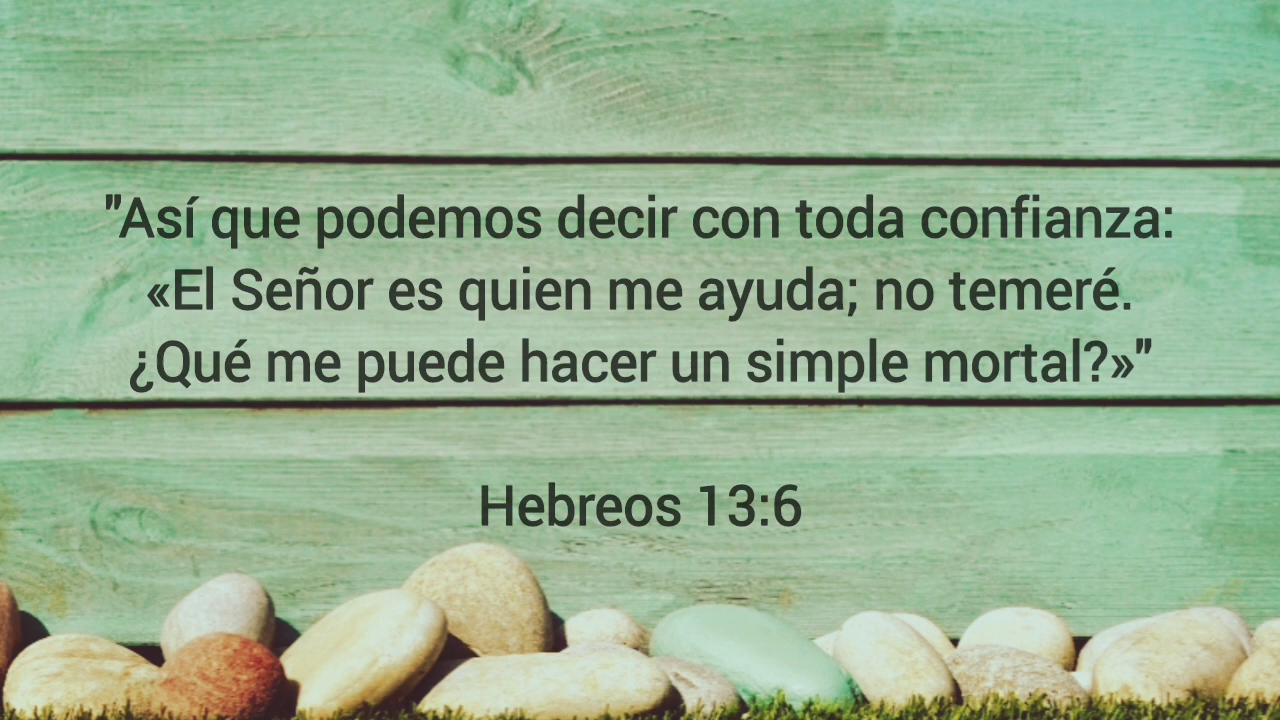 "Así que podemos decir con toda confianza:
«El Señor es quien me ayuda; no temeré.
¿Qué me puede hacer un simple mortal?»"
Hebreos 13:6